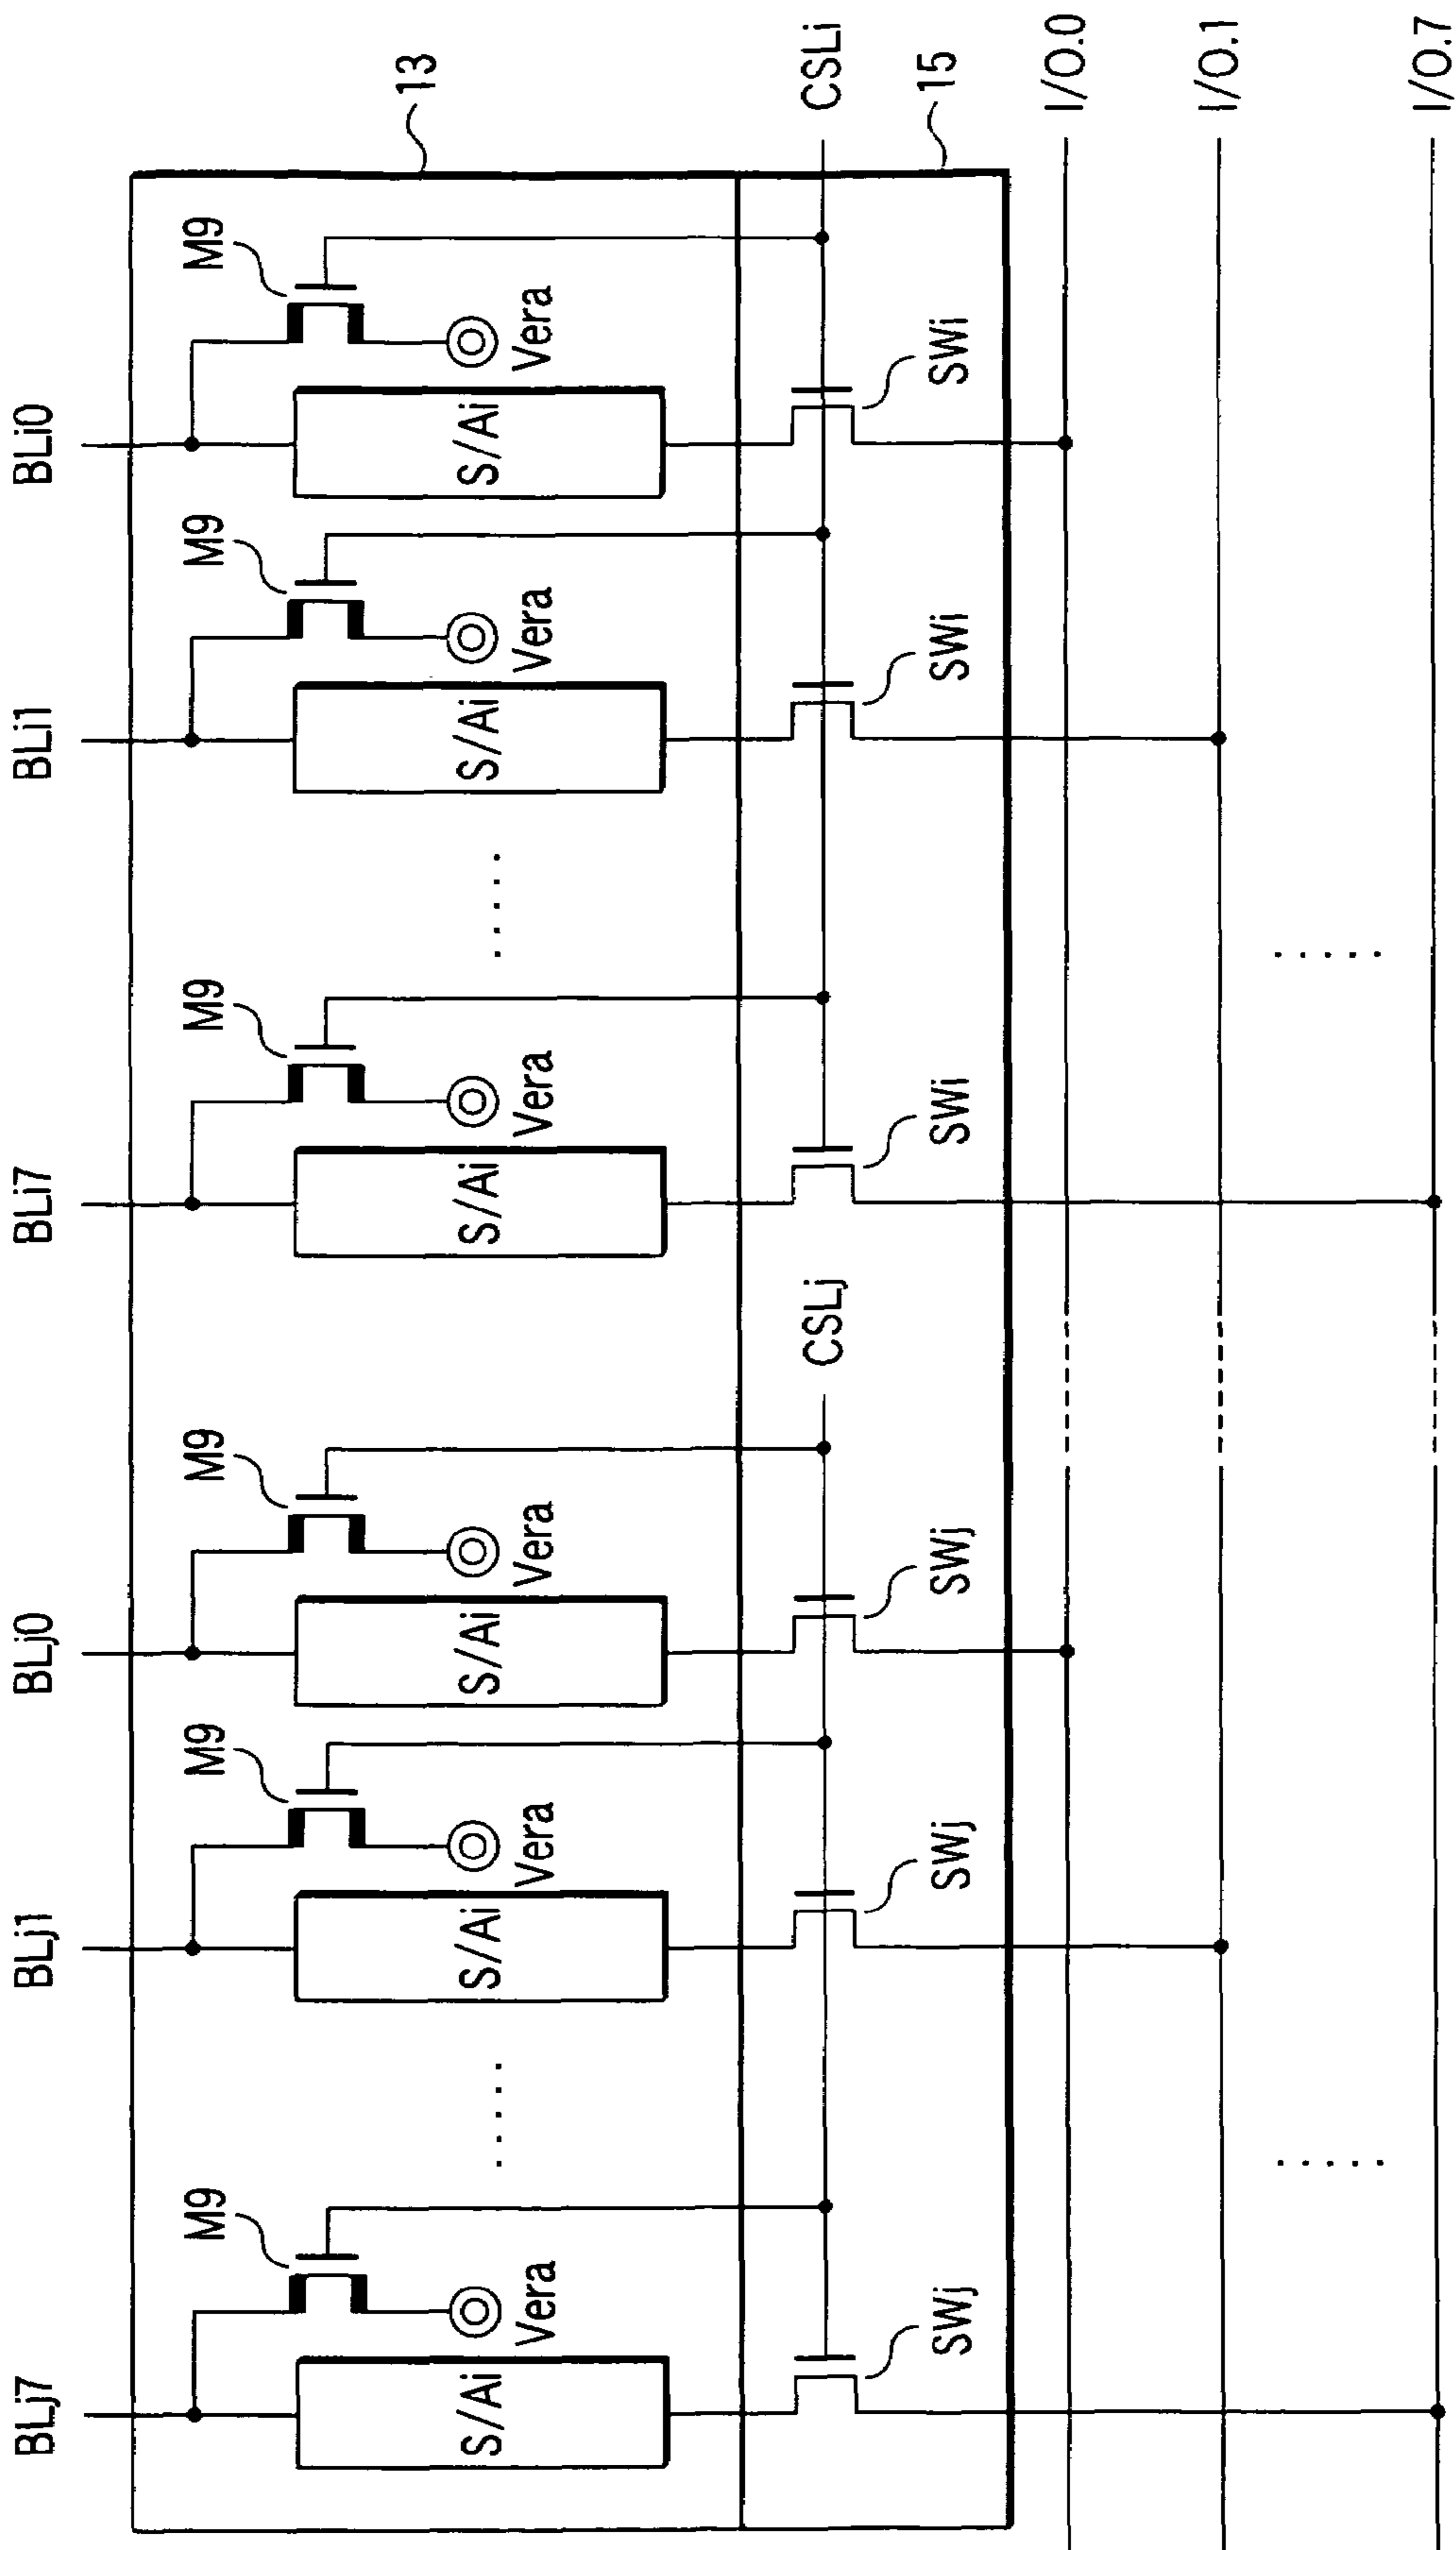 BLj7 BLj1 BLj0 BLi7 BLi1 BLi0
M9 M9 M9 M9 M9 M9
13
S/Ai Vera S/Ai Vera S/Ai Vera S/Ai Vera S/Ai Vera S/Ai Vera
..... ..... 
CSLj CSLi
SWj SWj SWj SWi SWi SWi
15
I/O.0
I/O.1
..... .....
I/O.7